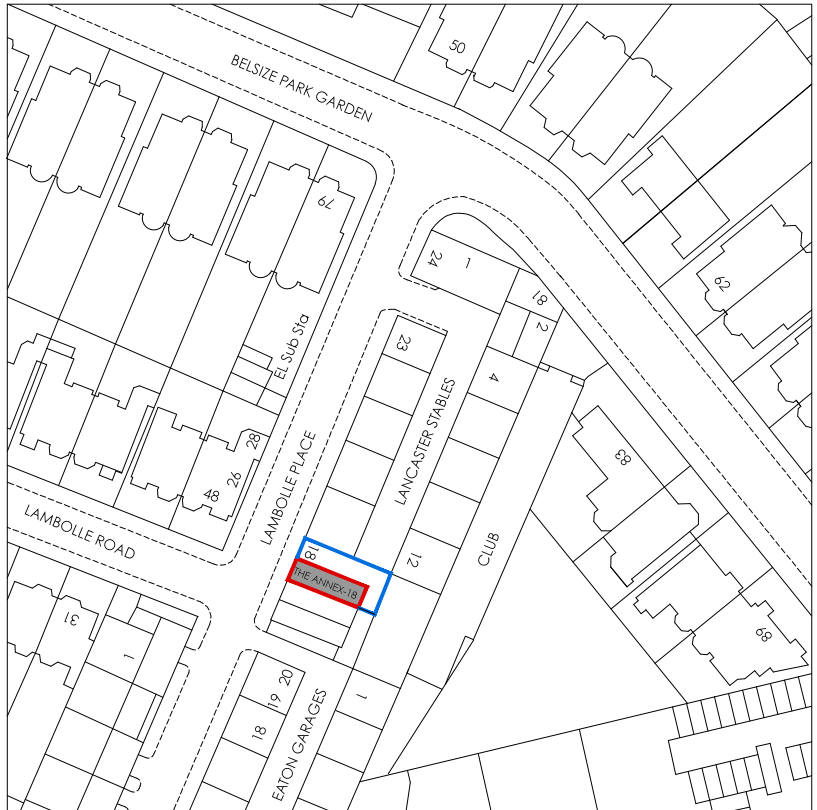 50
BELSIZE PARK GARDEN
79
24
1
62
81
2
El Sub Sta
23
4
LANCASTER STABLES
28
26
48
LAMBOLLE PLACE
83
LAMBOLLE ROAD
CLUB
18
12
THE ANNEX-18
31
1
89
20
19
18
1
EATON GARAGES